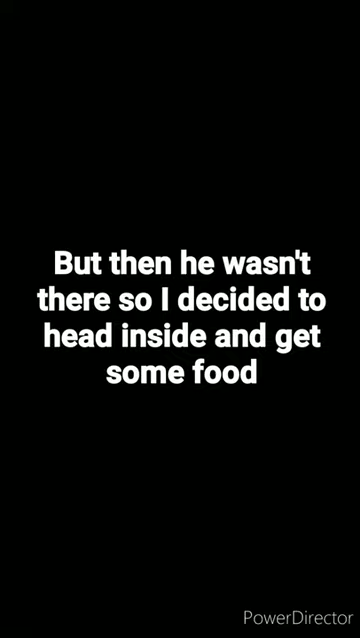 But then he wasn't
there so I decided to
head inside and get
some food
PowerDirector